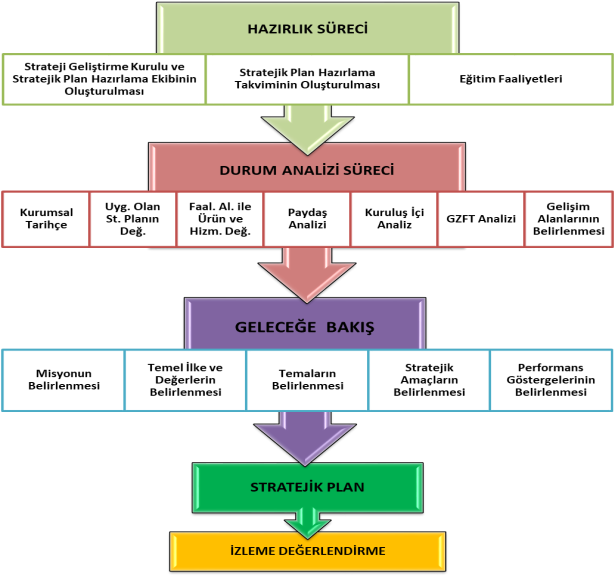 HAZIRLIK SÜRECİ
Strateji Geliştirme Kurulu ve
Stratejik Plan Hazırlama Ekibinin
Oluşturulması
Stratejik Plan Hazırlama
Takviminin Oluşturulması
Eğitim Faaliyetleri
DURUM ANALİZİ SÜRECİ
Kurumsal
Tarihçe
Uyg. Olan
St. Planın
Değ.
Faal. Al. ile
Ürün ve
Hizm. Değ.
Paydaş
Analizi
Kuruluş İçi
Analiz
GZFT Analizi
Gelişim
Alanlarının
Belirlenmesi
GELECEĞE BAKIŞ
Misyonun
Belirlenmesi
Temel İlke ve
Değerlerin
Belirlenmesi
Temaların
Belirlenmesi
Stratejik
Amaçların
Belirlenmesi
Performans
Göstergelerinin
Belirlenmesi
STRATEJİK PLAN
İZLEME DEĞERLENDİRME